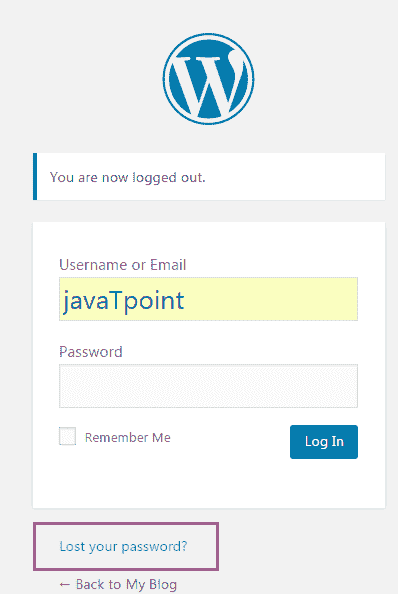 You are now logged out.
Username or Email
javaTpoint
Password
Remember Me
Log In
Lost your password?
← Back to My Blog